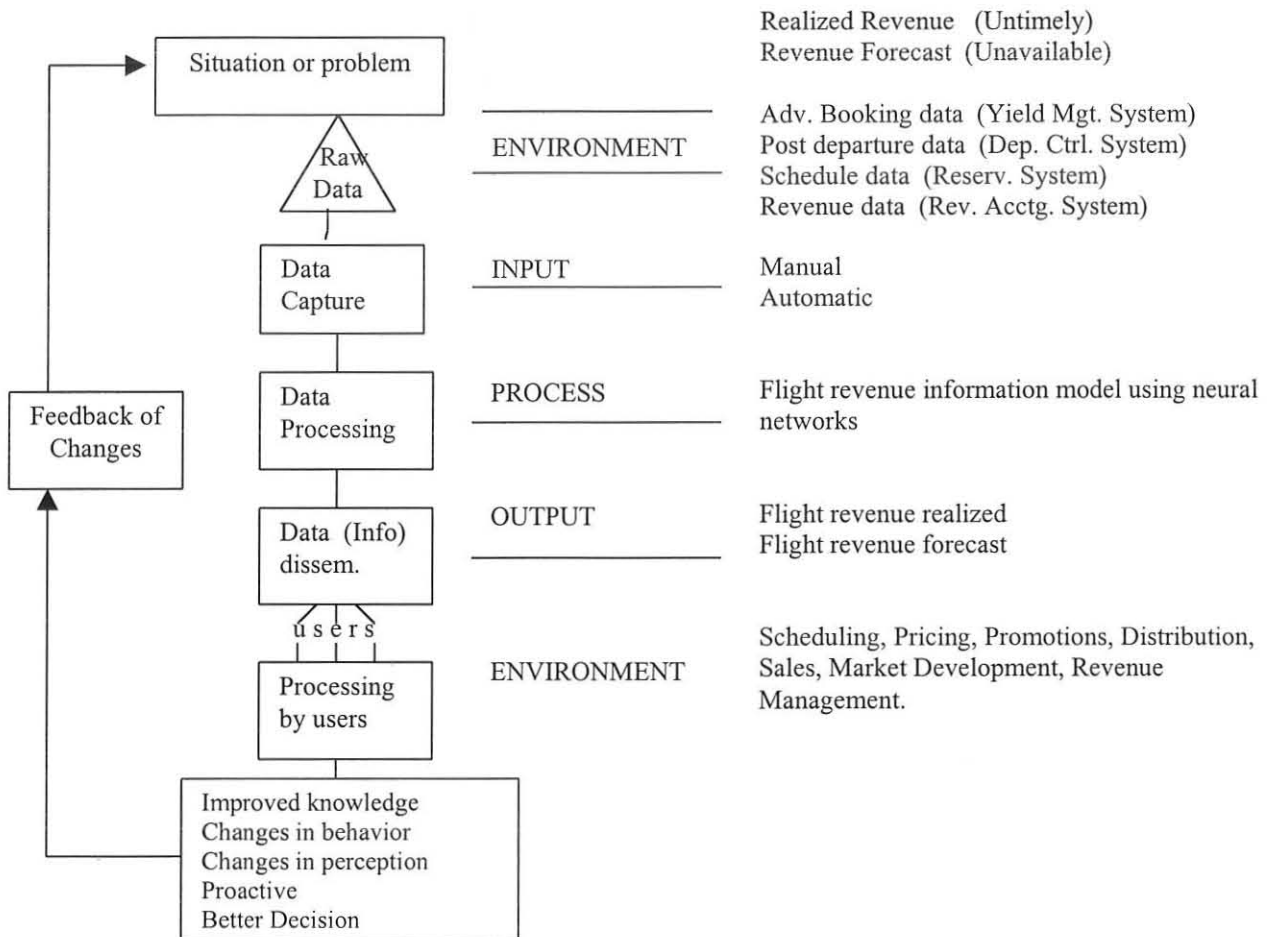 Realized Revenue (Untimely)
Revenue Forecast (Unavailable)
Situation or problem
Adv. Booking data (Yield Mgt. System)
ENVIRONMENT
Post departure data (Dep. Ctrl. System)
Raw
Data
Schedule data (Reserv. System)
Revenue data (Rev. Acctg. System)
Data
Capture
INPUT
Manual
Automatic
Data
Processing
PROCESS
Flight revenue information model using neural
networks
Feedback of
Changes
Data (Info)
dissem.
OUTPUT
Flight revenue realized
Flight revenue forecast
u s e r s
Processing
by users
ENVIRONMENT
Scheduling, Pricing, Promotions, Distribution,
Sales, Market Development, Revenue
Management.
Improved knowledge
Changes in behavior
Changes in perception
Proactive
Better Decision